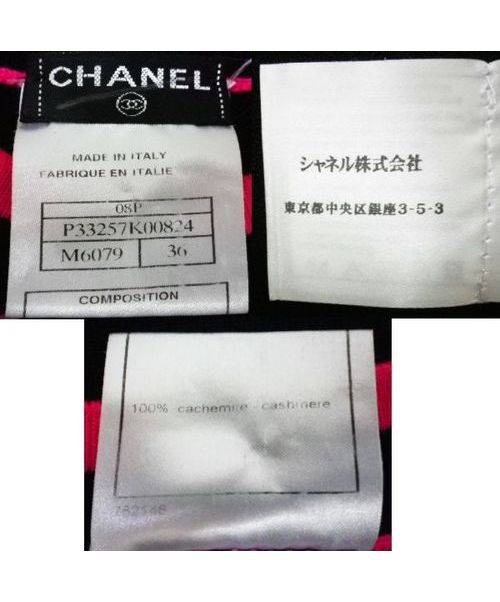 CHANEL
MADE IN ITALY
FABRIQUE EN ITALIE
08P
P33257K00824
M6079 36
COMPOSITION
シャネル株式会社
東京都中央区銀座3-5-3
100% cachemire - cashmere
782148